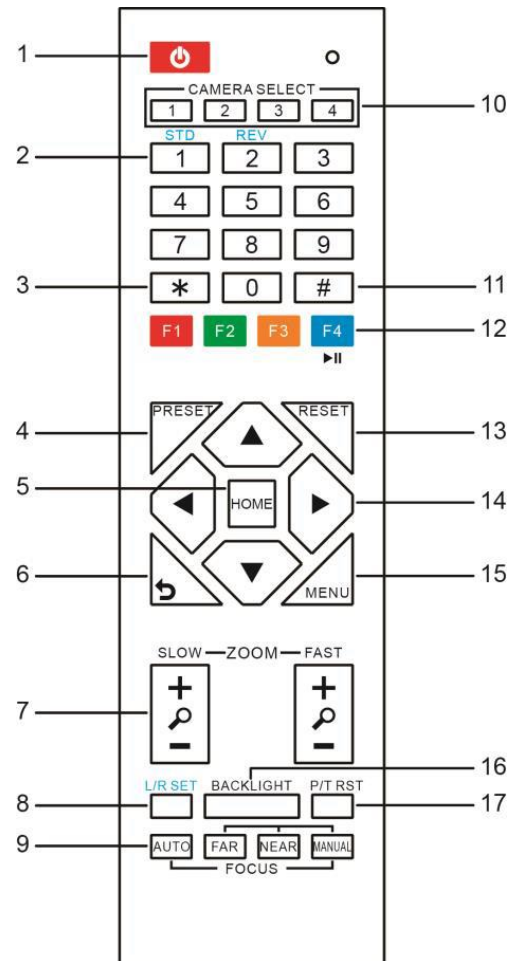 1
CAMERA SELECT
1 2 3 4 10
STD REV
2 1 2 3
4 5 6
7 8 9
3 * 0 # 11
F1 F2 F3 F4 12
▶II
PRESET RESET
4 13
5 HOME 14
6 MENU 15
SLOW ZOOM FAST
+ +
7
- -
16
L/R SET BACKLIGHT P/T RST
8 17
9 AUTO FAR NEAR MANUAL
FOCUS